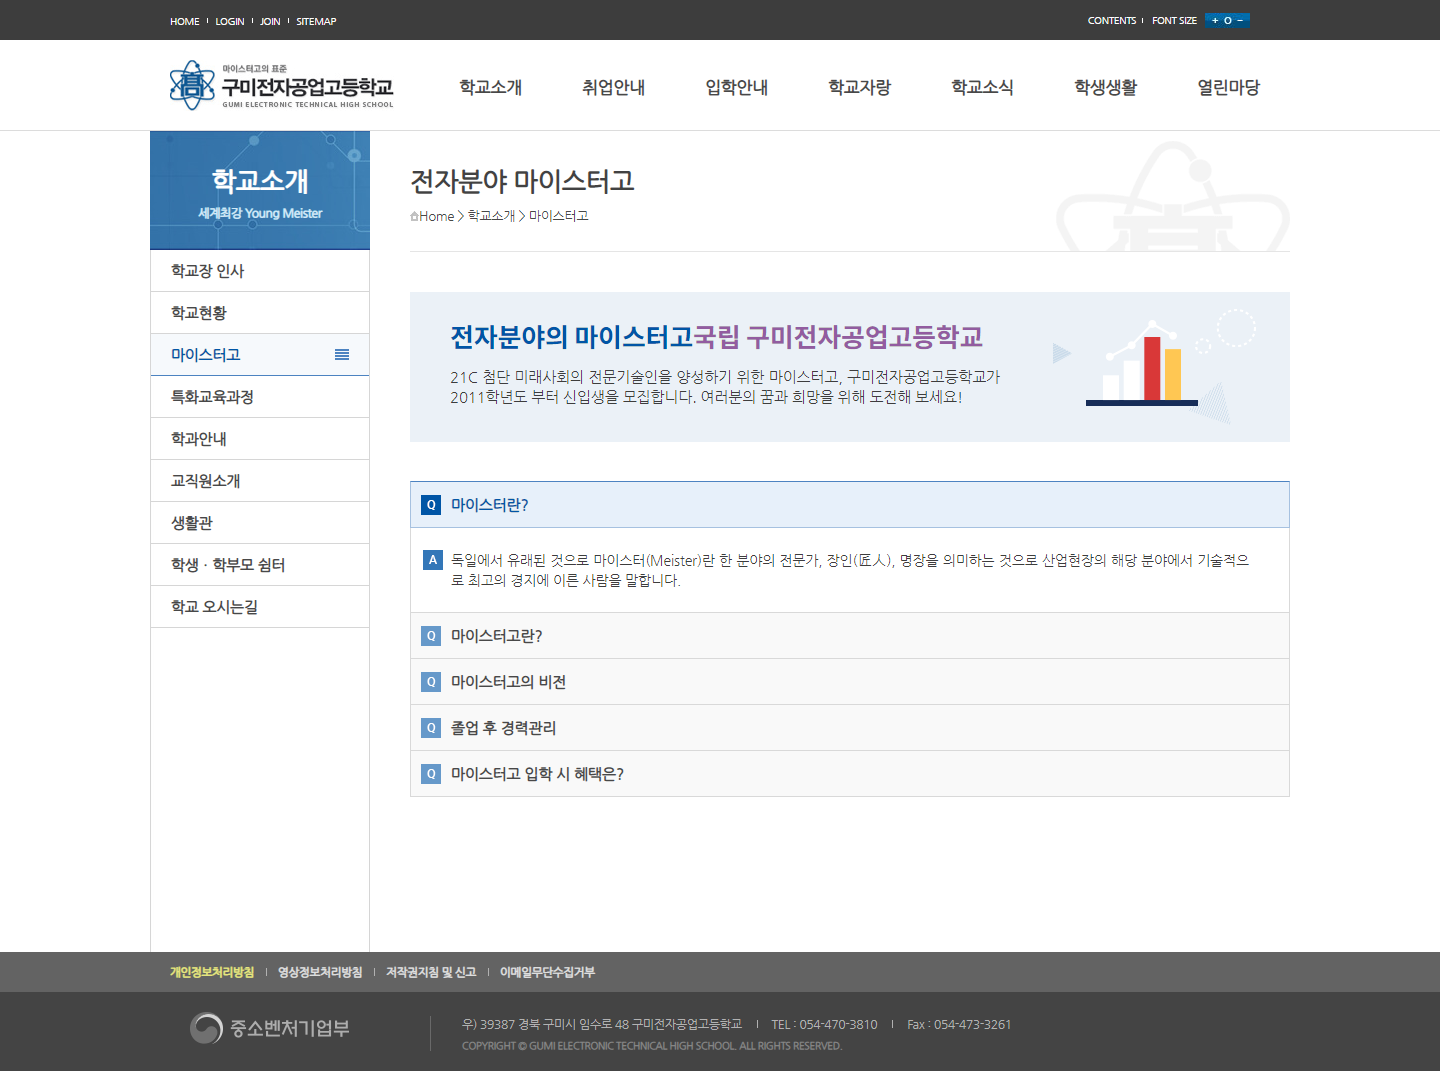 HOME LOGIN JOIN SITEMAP
CONTENTS FONT SIZE + O −
마이스터고의 표준
구미전자공업고등학교
GUMI ELECTRONIC TECHNICAL HIGH SCHOOL
학교소개 취업안내 입학안내 학교자랑 학교소식 학생생활 열린마당
학교소개
세계최강 Young Meister
학교장 인사
학교현황
마이스터고
특화교육과정
학과안내
교직원소개
생활관
학생 · 학부모 쉼터
학교 오시는길
전자분야 마이스터고
Home > 학교소개 > 마이스터고
전자분야의 마이스터고국립 구미전자공업고등학교
21C 첨단 미래사회의 전문기술인을 양성하기 위한 마이스터고, 구미전자공업고등학교가
2011학년도 부터 신입생을 모집합니다. 여러분의 꿈과 희망을 위해 도전해 보세요!
Q 마이스터란?
A 독일에서 유래된 것으로 마이스터(Meister)란 한 분야의 전문가, 장인(匠人), 명장을 의미하는 것으로 산업현장의 해당 분야에서 기술적으
로 최고의 경지에 이른 사람을 말합니다.
Q 마이스터고란?
Q 마이스터고의 비전
Q 졸업 후 경력관리
Q 마이스터고 입학 시 혜택은?
개인정보처리방침 영상정보처리방침 저작권지침 및 신고 이메일무단수집거부
중소벤처기업부
우) 39387 경북 구미시 임수로 48 구미전자공업고등학교 TEL : 054-470-3810 Fax : 054-473-3261
COPYRIGHT © GUMI ELECTRONIC TECHNICAL HIGH SCHOOL. ALL RIGHTS RESERVED.